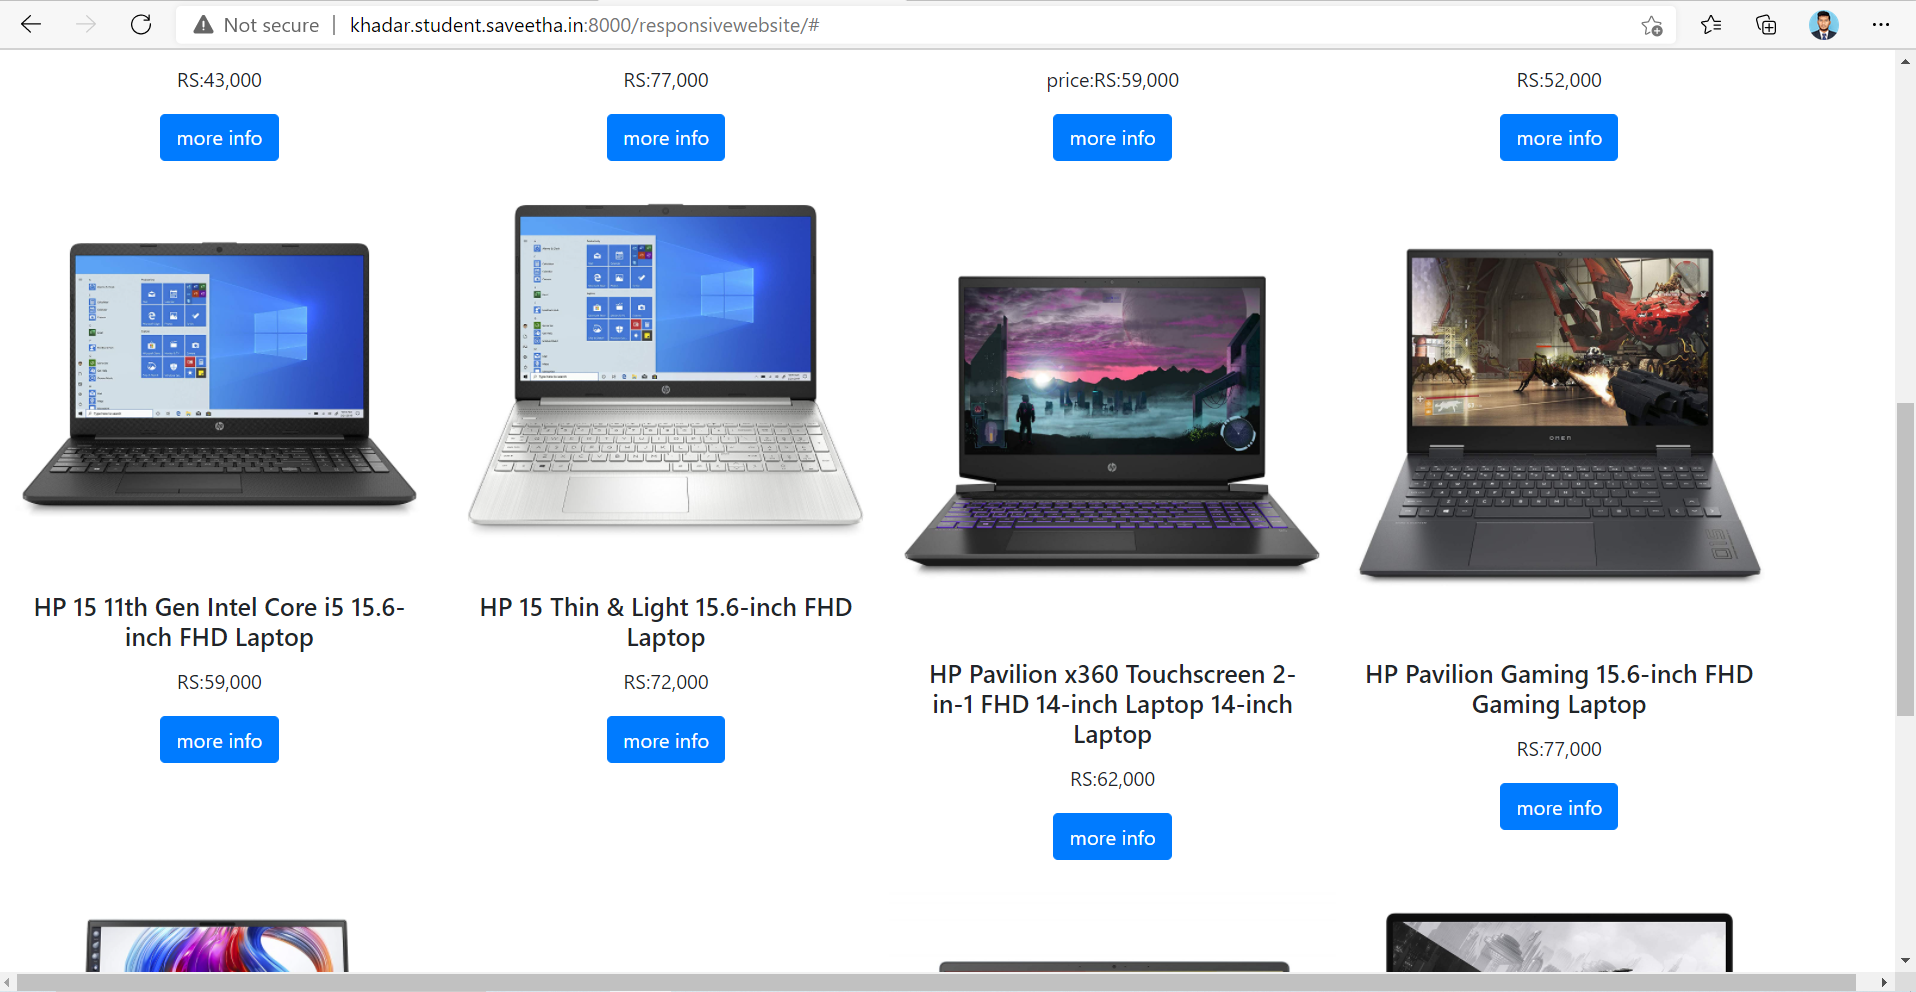 Not secure | khadar.student.saveetha.in:8000/responsivewebsite/#
RS:43,000
RS:77,000
price:RS:59,000
RS:52,000
more info
more info
more info
more info
hp
hp
hp
OMEN
HP 15 11th Gen Intel Core i5 15.6-
inch FHD Laptop
RS:59,000
more info
HP 15 Thin & Light 15.6-inch FHD
Laptop
RS:72,000
more info
HP Pavilion x360 Touchscreen 2-
in-1 FHD 14-inch Laptop 14-inch
Laptop
RS:62,000
more info
HP Pavilion Gaming 15.6-inch FHD
Gaming Laptop
RS:77,000
more info